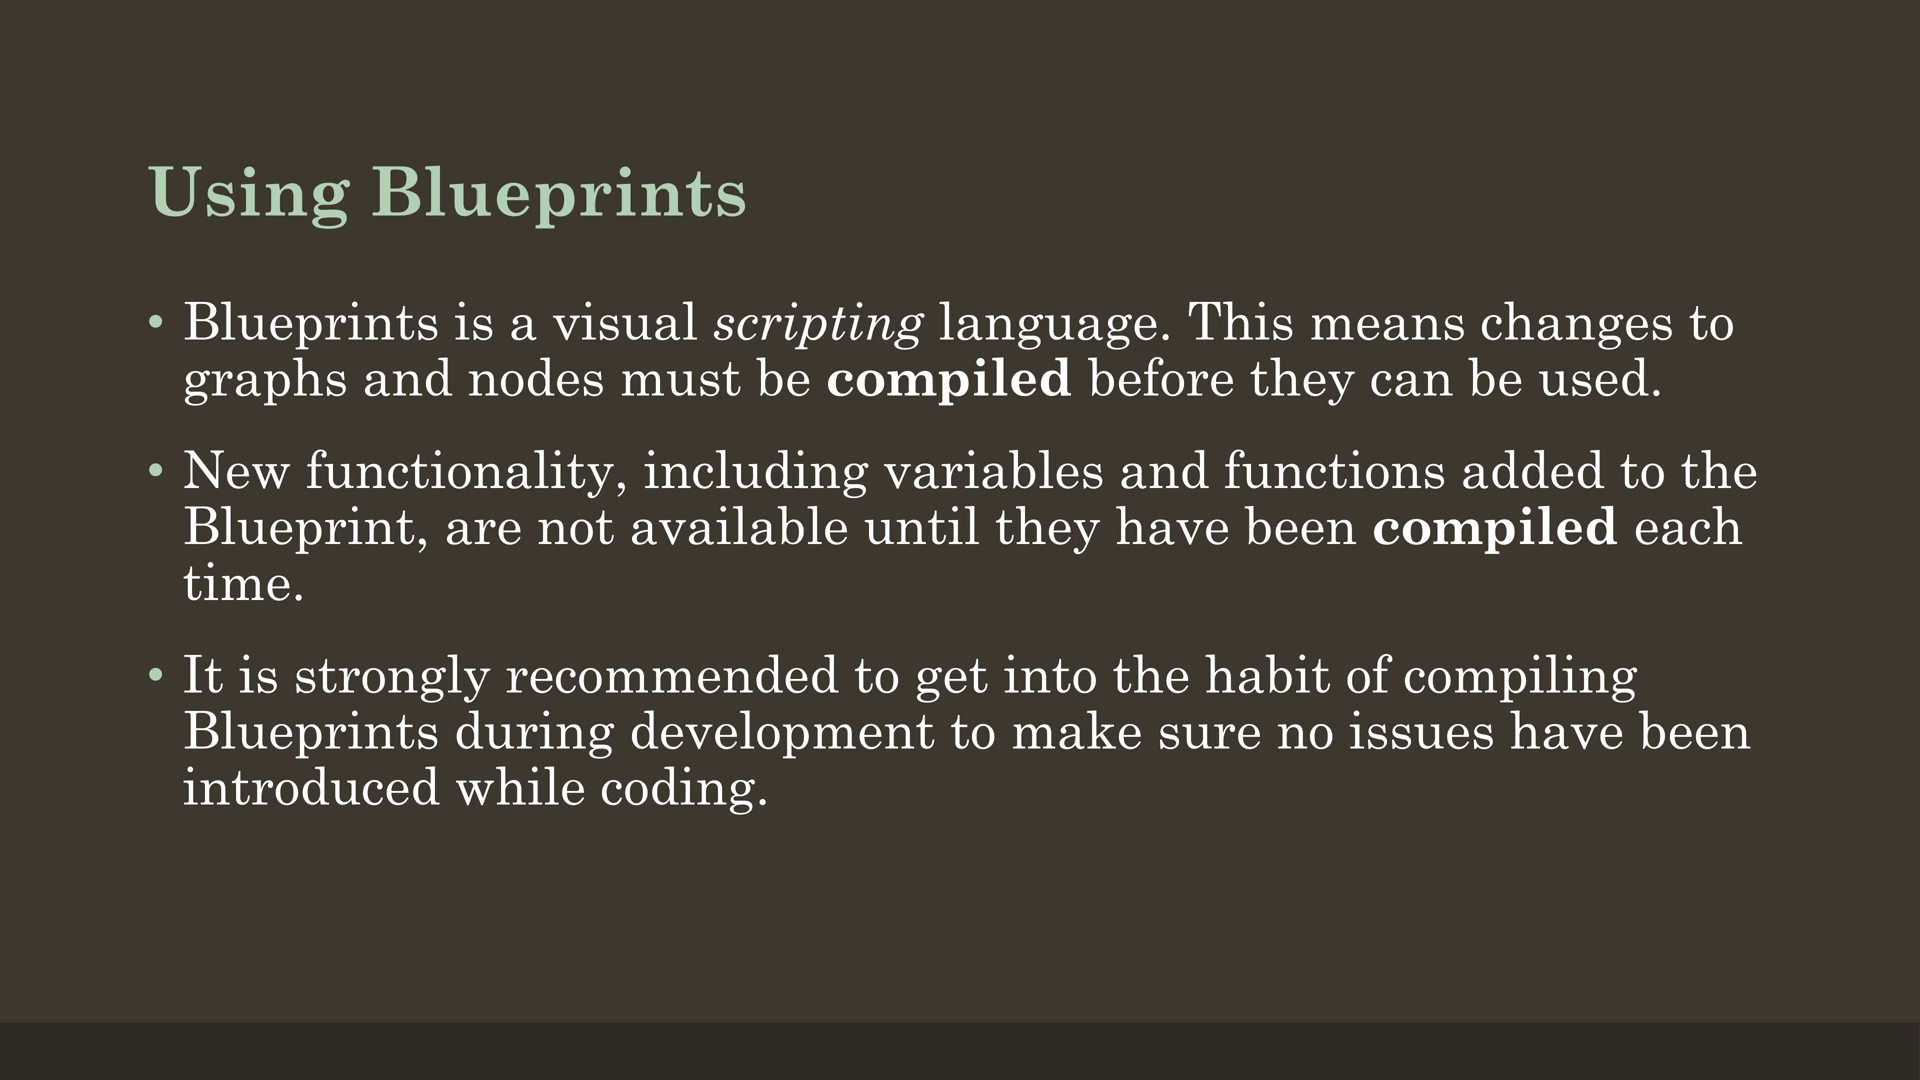 Using Blueprints
• Blueprints is a visual scripting language. This means changes to
graphs and nodes must be compiled before they can be used.
• New functionality, including variables and functions added to the
Blueprint, are not available until they have been compiled each
time.
• It is strongly recommended to get into the habit of compiling
Blueprints during development to make sure no issues have been
introduced while coding.